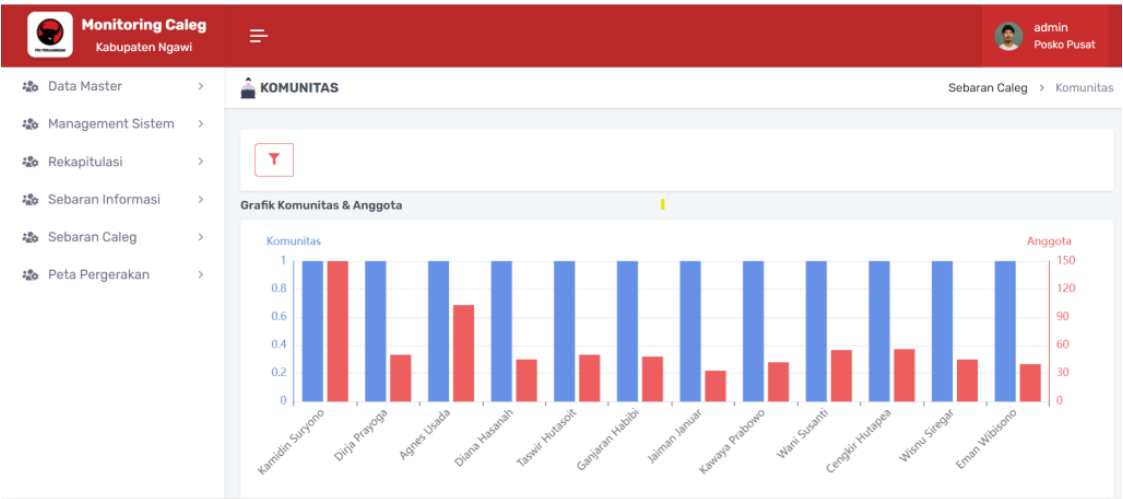 Monitoring Caleg
Kabupaten Ngawi
admin
Posko Pusat
Data Master
Management Sistem
Rekapitulasi
Sebaran Informasi
Sebaran Caleg
Peta Pergerakan
KOMUNITAS
Sebaran Caleg > Komunitas
Grafik Komunitas & Anggota
Komunitas
Anggota
1
0.8
0.6
0.4
0.2
0
150
120
90
60
30
0
Kamidin Suryono
Dirja Prayoga
Agnes Usada
Diana Hasanah
Taswir Hutasoit
Ganjaran Habibi
Jaiman Januar
Kawaya Prabowo
Wani Susanti
Cengkir Hutapea
Wisnu Siregar
Eman Wibisono